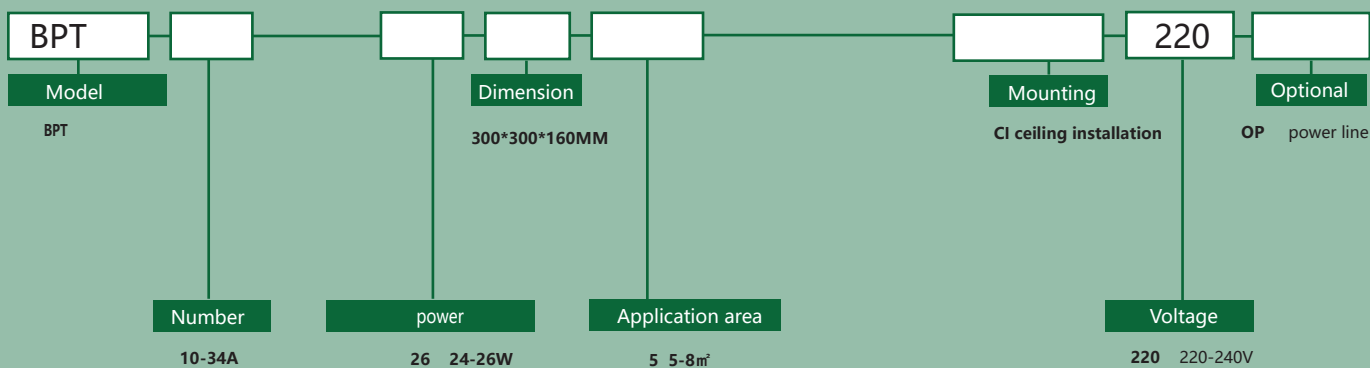 BPT 220
Model Dimension Mounting Optional
BPT 300*300*160MM CI ceiling installation OP power line
Number power Application area Voltage
10-34A 26 24-26W 5 5-8㎡ 220 220-240V